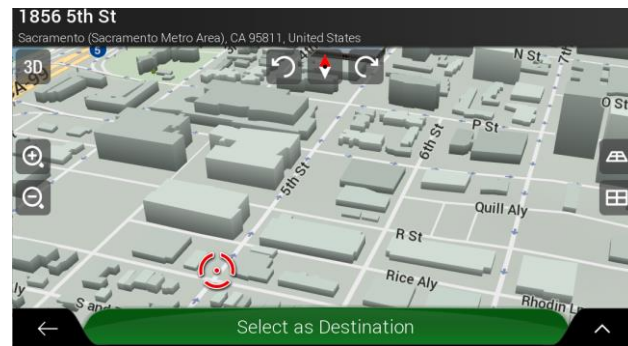 1856 5th St
Sacramento (Sacramento Metro Area), CA 95811, United States
5
N St
3D
O St
P St
6th St
5th St
Quill Aly
R St
Rice Aly
Select as Destination